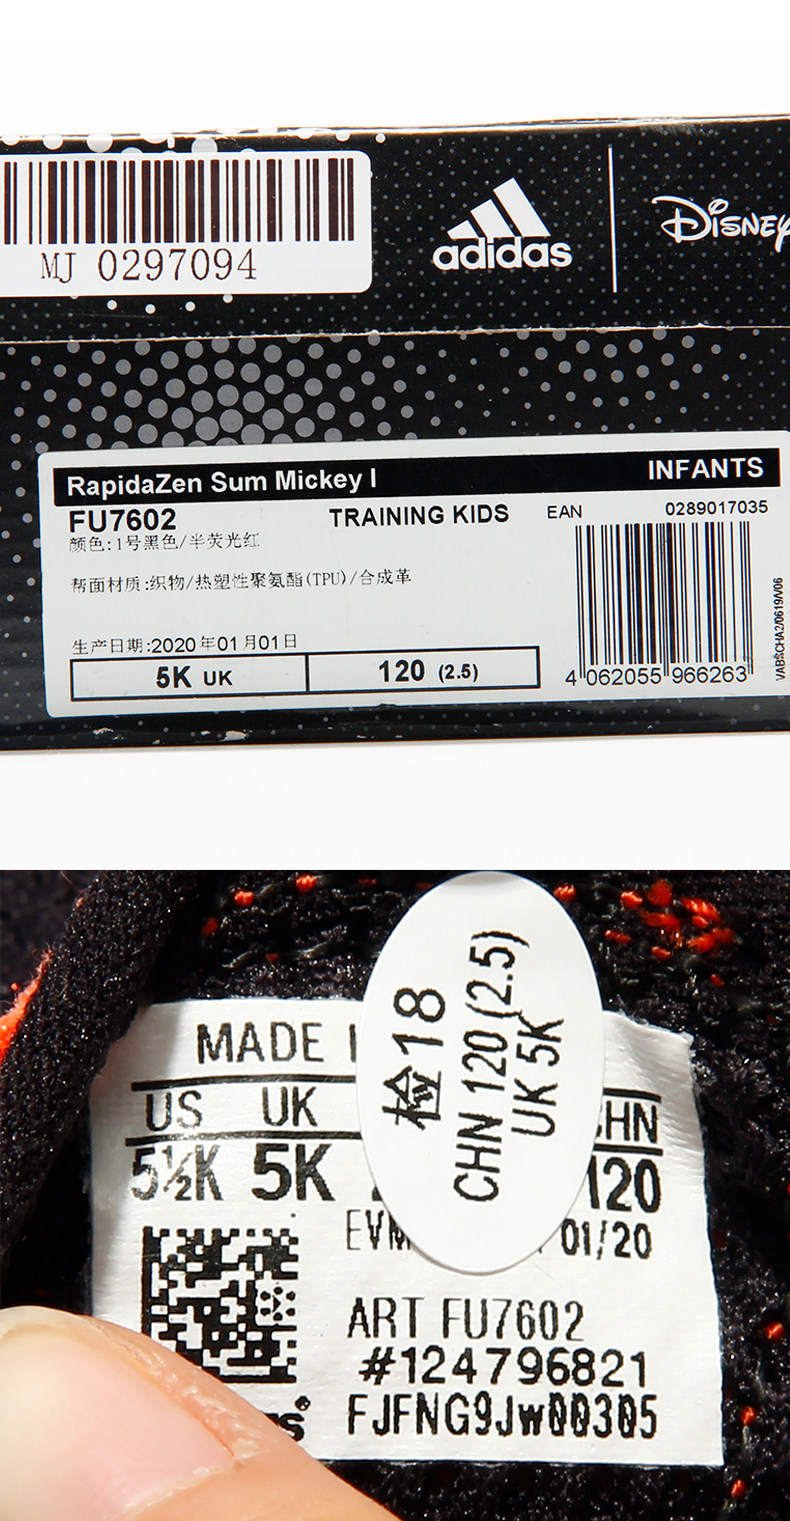 MJ 0297094
adidas
Disney
RapidaZen Sum Mickey I
INFANTS
FU7602
TRAINING KIDS
EAN
0289017035
颜色:1号黑色/半荧光红
帮面材质:织物/热塑性聚氨酯(TPU)/合成革
生产日期:2020年01月01日
5K UK
120 (2.5)
4 062055 966263
VABSCHA2/0619/V06
检18
CHN 120 (2.5)
UK 5K
MADE
US UK CHN
5½K 5K 120
EVM 01/20
ART FU7602
#124796821
FJFNG9Jw00305